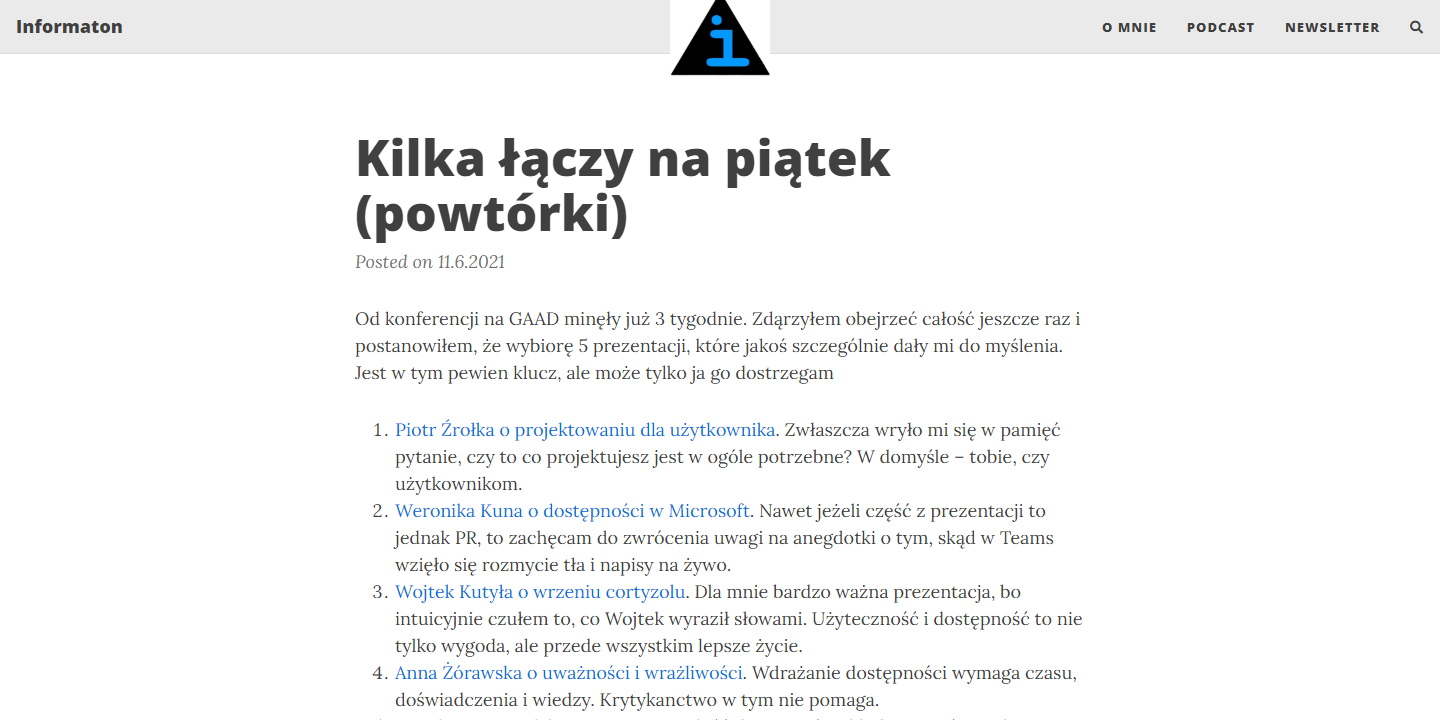 Informaton
O MNIE
PODCAST
NEWSLETTER
i
Kilka łączy na piątek
(powtórki)
Posted on 11.6.2021
Od konferencji na GAAD minęły już 3 tygodnie. Zdąrzyłem obejrzeć całość jeszcze raz i
postanowiłem, że wybiorę 5 prezentacji, które jakoś szczególnie dały mi do myślenia.
Jest w tym pewien klucz, ale może tylko ja go dostrzegam
1. Piotr Źrołka o projektowaniu dla użytkownika. Zwłaszcza wryło mi się w pamięć
pytanie, czy to co projektujesz jest w ogóle potrzebne? W domyśle – tobie, czy
użytkownikom.
2. Weronika Kuna o dostępności w Microsoft. Nawet jeżeli część z prezentacji to
jednak PR, to zachęcam do zwrócenia uwagi na anegdotki o tym, skąd w Teams
wzięło się rozmycie tła i napisy na żywo.
3. Wojtek Kutyła o wrzeniu cortyzolu. Dla mnie bardzo ważna prezentacja, bo
intuicyjnie czułem to, co Wojtek wyraził słowami. Użyteczność i dostępność to nie
tylko wygoda, ale przede wszystkim lepsze życie.
4. Anna Żórawska o uważności i wrażliwości. Wdrażanie dostępności wymaga czasu,
doświadczenia i wiedzy. Krytykanctwo w tym nie pomaga.